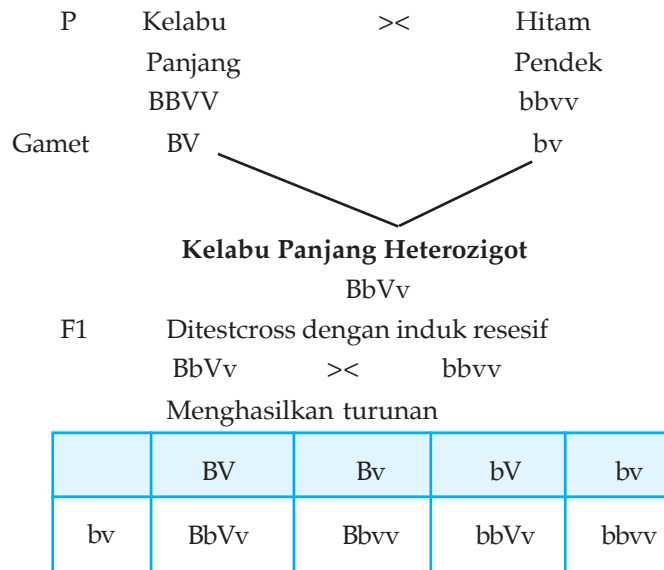 P Kelabu >< Hitam
Panjang Pendek
BBVV bbvv
Gamet BV bv
Kelabu Panjang Heterozigot
BbVv
F1 Ditestcross dengan induk resesif
BbVv >< bbvv
Menghasilkan turunan
BV Bv bV bv
bv BbVv Bbvv bbVv bbvv